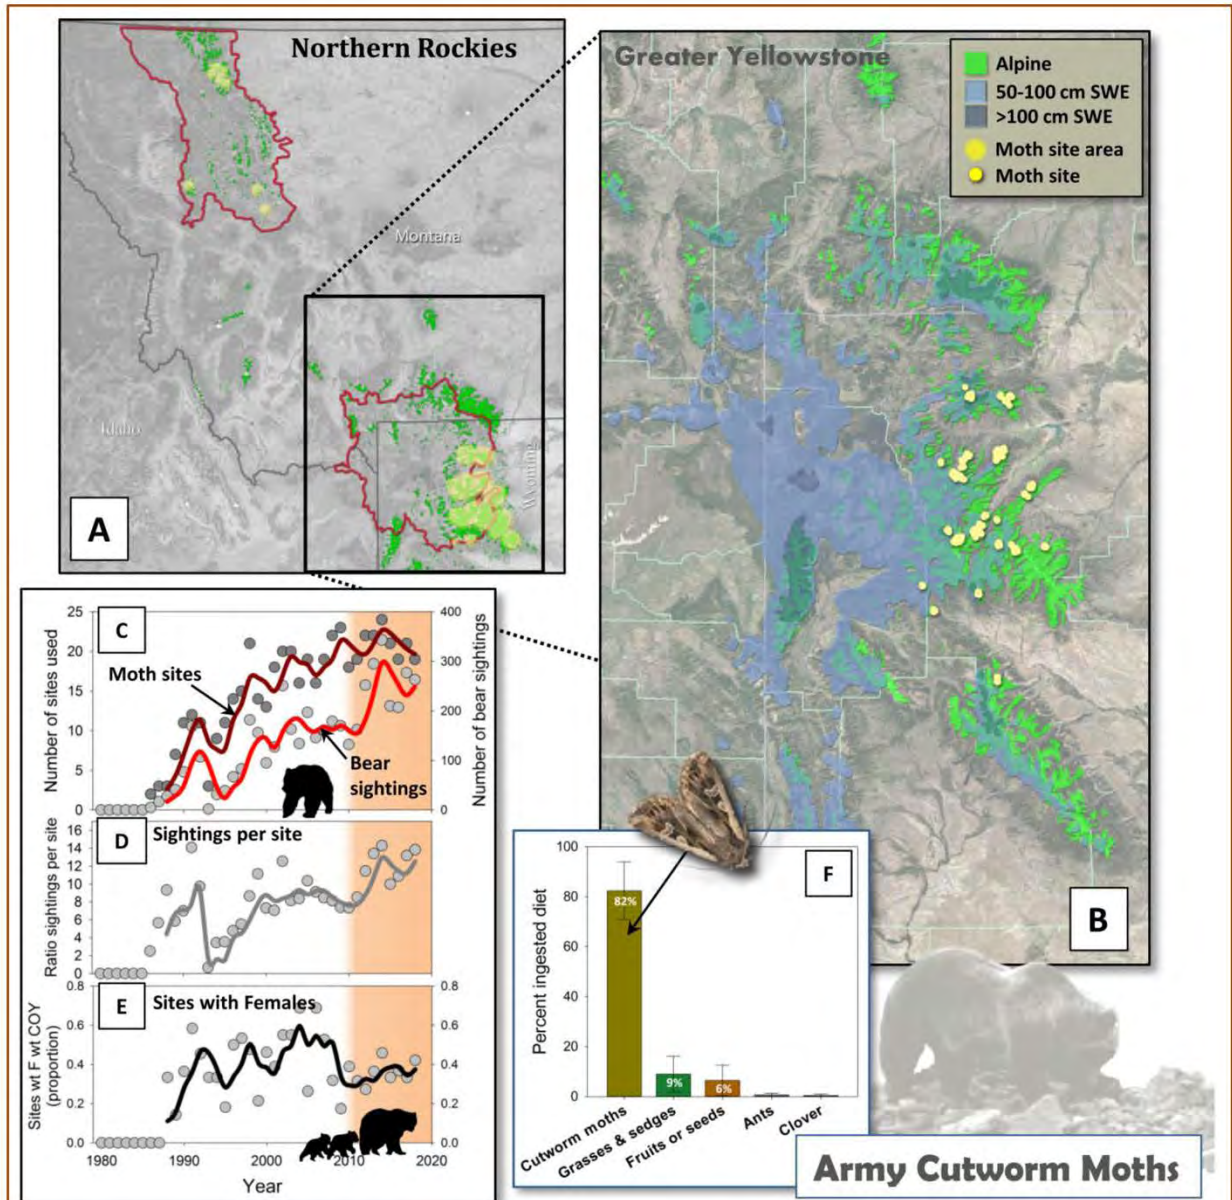 Northern Rockies
Montana
Idaho
Wyoming
A
Greater Yellowstone
Alpine
50-100 cm SWE
>100 cm SWE
Moth site area
Moth site
B
C
Moth sites
Bear
sightings
Number of sites used
25
20
15
10
5
0
Number of bear sightings
400
300
200
100
0
D
Sightings per site
Ratio sightings per site
16
14
12
10
8
6
4
2
0
E
Sites with Females
Sites wt F wt COY
(proportion)
0.8
0.6
0.4
0.2
0.0
0.8
0.6
0.4
0.2
0.0
1980
1990
2000
2010
2020
Year
F
Percent ingested diet
100
80
60
40
20
0
82%
9%
6%
Cutworm moths
Grasses & sedges
Fruits or seeds
Ants
Clover
Army Cutworm Moths